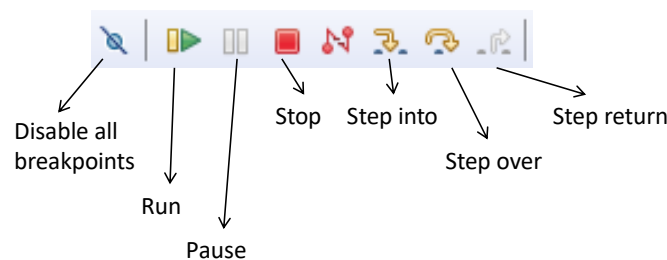 Stop
Step into
Step return
Disable all
breakpoints
Step over
Run
Pause